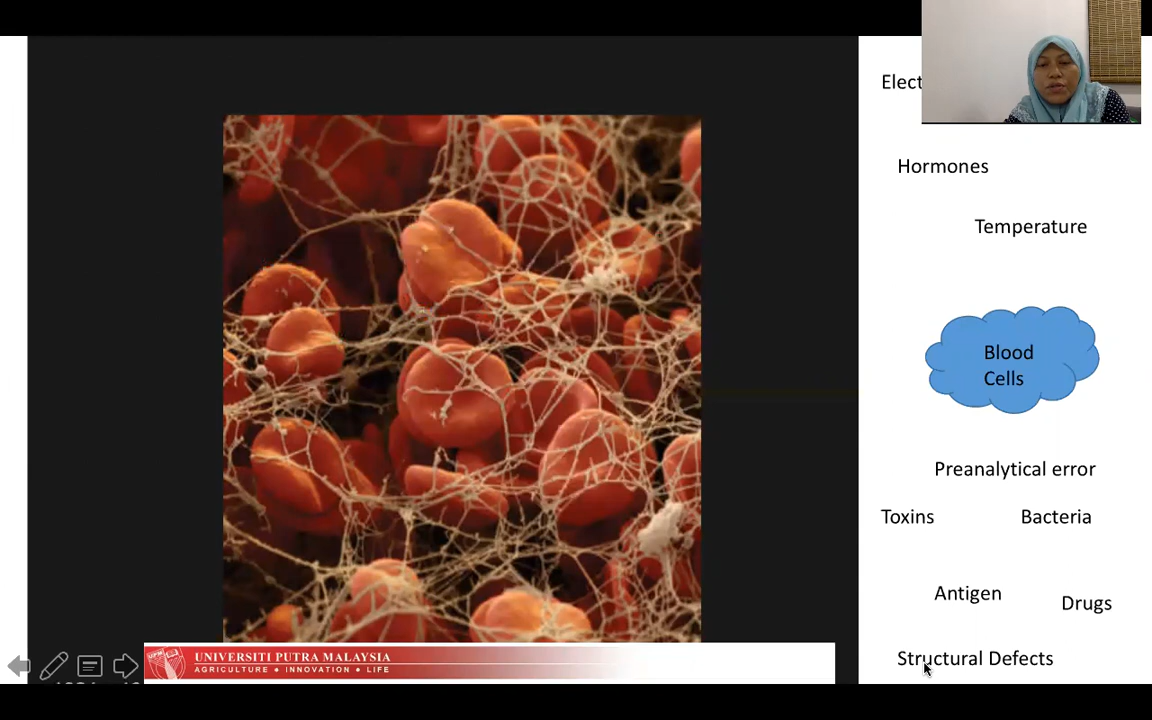 Elect
Hormones
Temperature
Blood
Cells
Preanalytical error
Toxins
Bacteria
Antigen
Drugs
Structural Defects
UNIVERSITI PUTRA MALAYSIA
AGRICULTURE • INNOVATION • LIFE